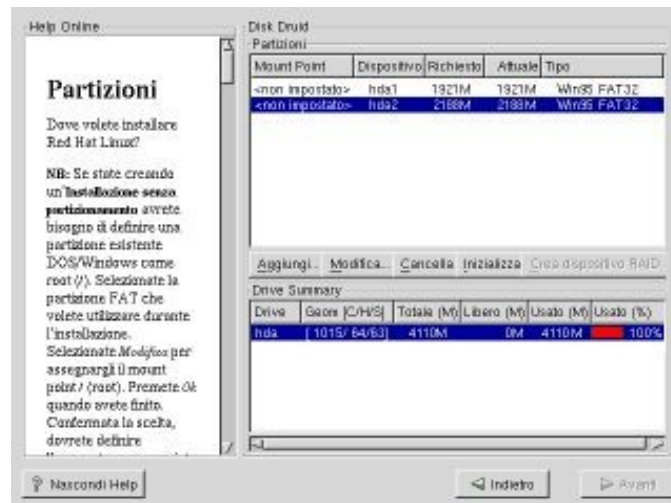 Help Online
Partizioni
Dove volete installare
Red Hat Linux?
NB: Se state creando
un'Installazione senza
partizionamento avrete
bisogno di definire una
partizione esistente
DOS/Windows come
root (/). Selezionate la
partizione FAT che
volete utilizzare durante
l'installazione.
Selezionate Modifica per
assegnargli il mount
point / (root). Premete Ok
quando avete finito.
Confermata la scelta,
dovrete definire
Disk Druid
Partizioni
Mount Point Dispositivo Richiesto Attuale Tipo
<non impostato> hda1 1921M 1921M Win95 FAT32
<non impostato> hda2 2188M 2188M Win95 FAT32
Aggiungi... Modifica... Cancella Inizializza Crea dispositivo RAID
Drive Summary
Drive Geom [C/H/S] Totale (M) Libero (M) Usato (M) Usato (%)
hda [ 1015/ 64/63] 4110M 0M 4110M 100%
Nascondi Help
Indietro
Avanti